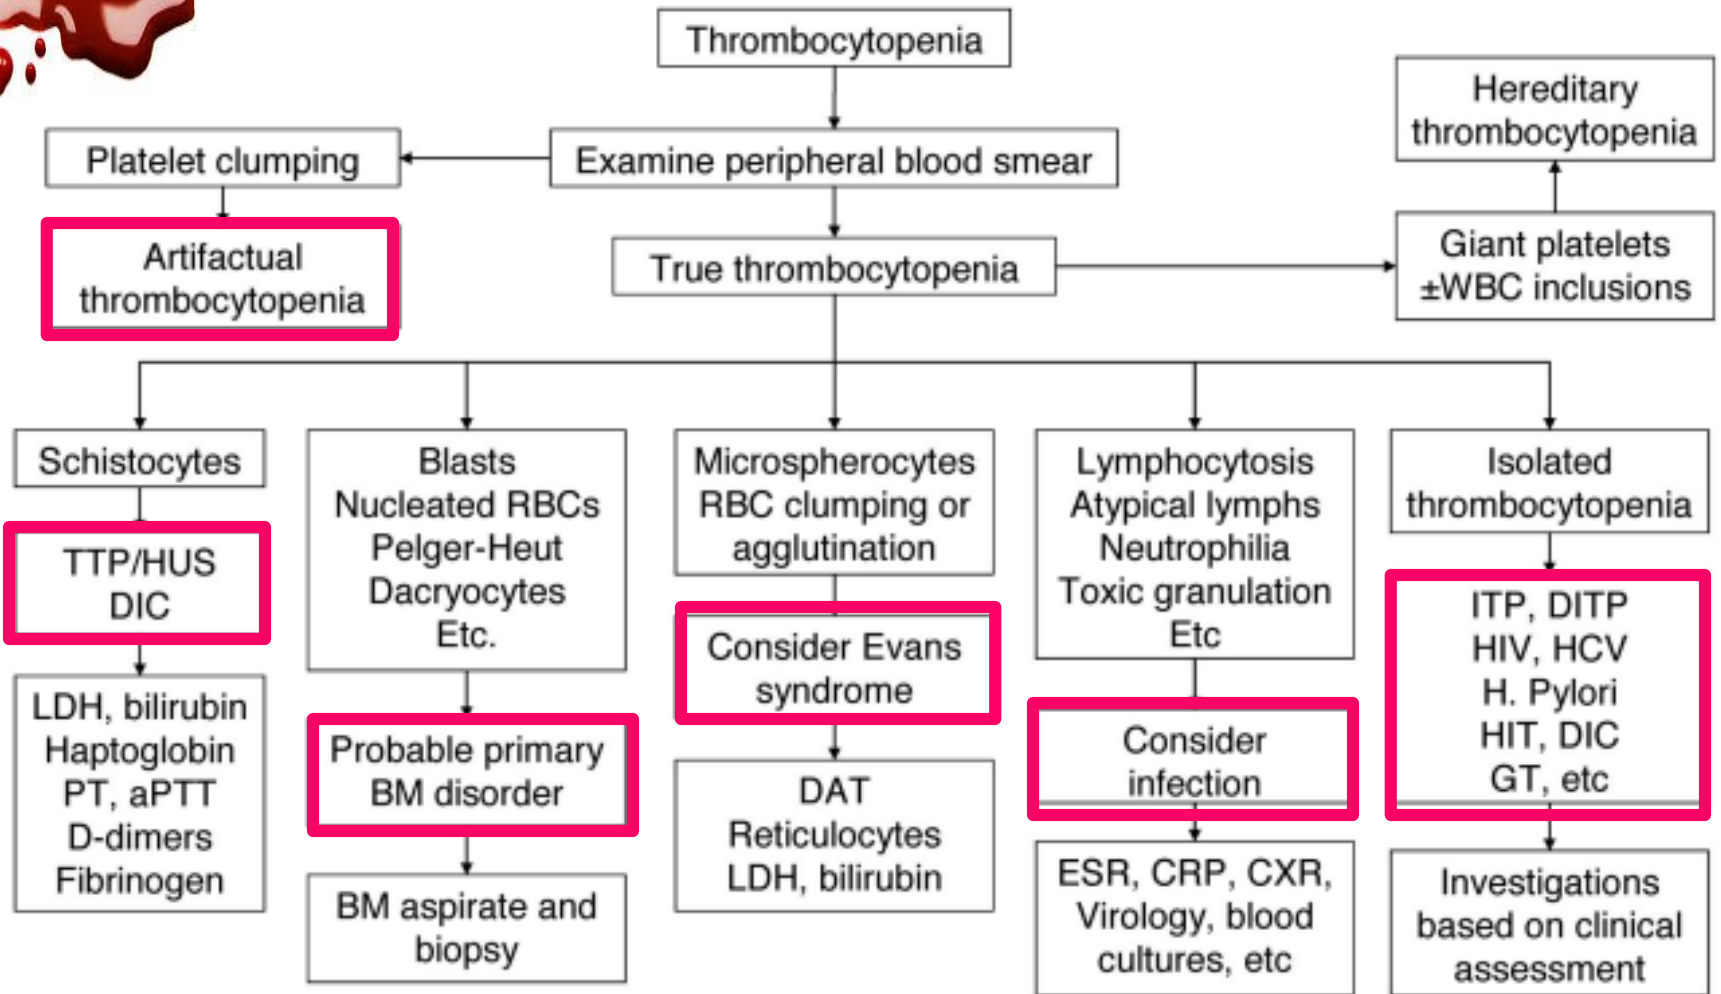 Thrombocytopenia
Hereditary
thrombocytopenia
Platelet clumping
Examine peripheral blood smear
Artifactual
thrombocytopenia
True thrombocytopenia
Giant platelets
±WBC inclusions
Schistocytes
TTP/HUS
DIC
LDH, bilirubin
Haptoglobin
PT, aPTT
D-dimers
Fibrinogen
Blasts
Nucleated RBCs
Pelger-Heut
Dacryocytes
Etc.
Probable primary
BM disorder
BM aspirate and
biopsy
Microspherocytes
RBC clumping or
agglutination
Consider Evans
syndrome
DAT
Reticulocytes
LDH, bilirubin
Lymphocytosis
Atypical lymphs
Neutrophilia
Toxic granulation
Etc
Consider
infection
ESR, CRP, CXR,
Virology, blood
cultures, etc
Isolated
thrombocytopenia
ITP, DITP
HIV, HCV
H. Pylori
HIT, DIC
GT, etc
Investigations
based on clinical
assessment